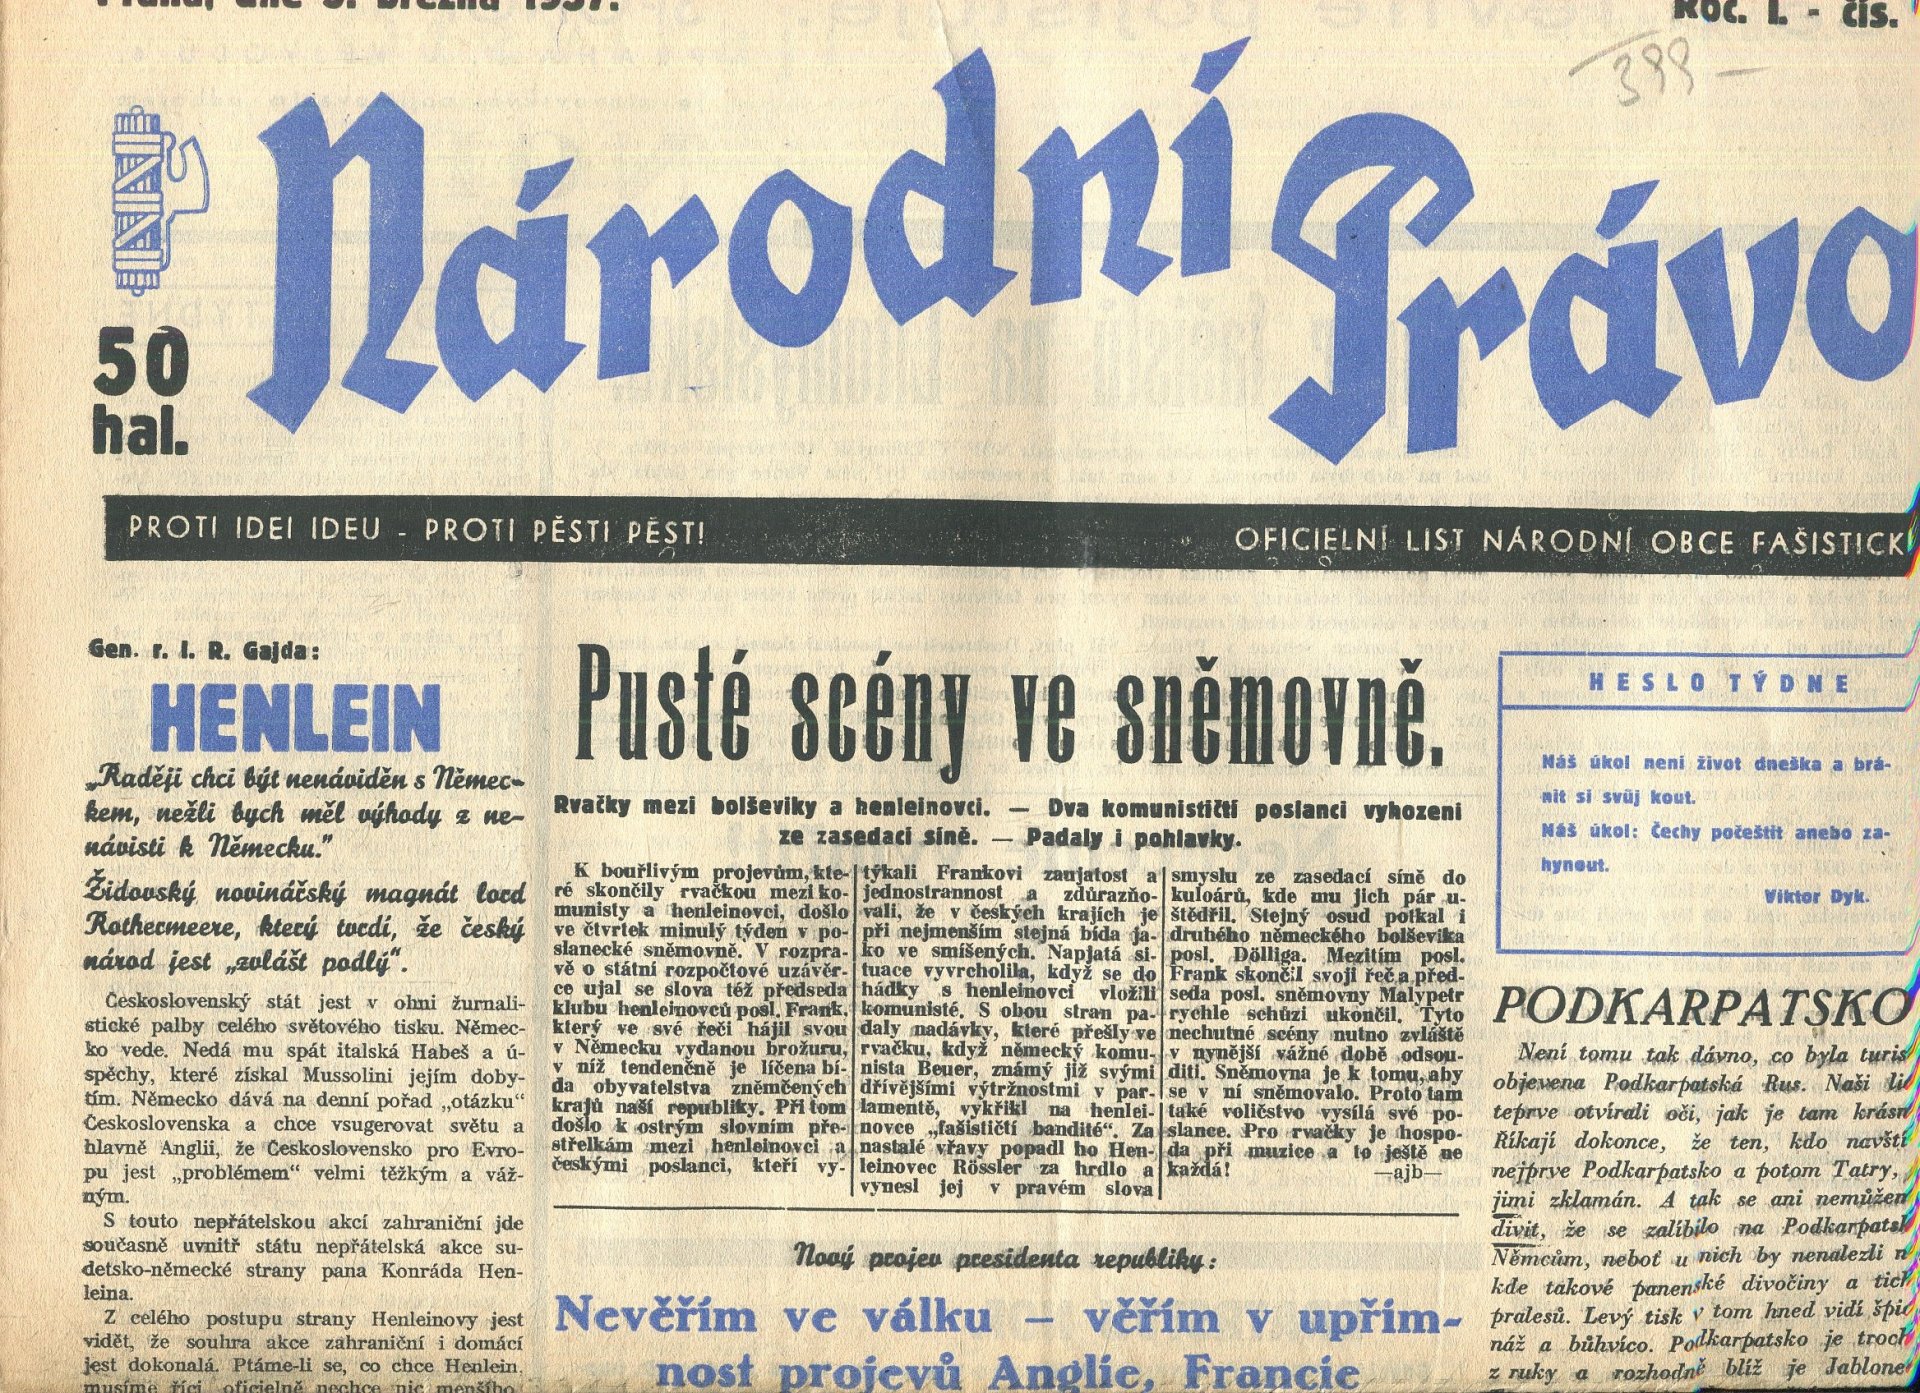 Praha, dne 5. března 1937.
Roč. I. - čís.
399 —
Národní Právo
50
hal.
PROTI IDEI IDEU - PROTI PĚSTI PĚST!
OFICIELNÍ LIST NÁRODNÍ OBCE FAŠISTICK
Gen. r. I. R. Gajda:
HENLEIN
„Raději chci být nenáviděn s Němec-
kem, nežli bych měl výhody z ne-
návisti k Německu.”
Židovský novinářský magnát lord
Rothermeere, který tvrdí, že český
národ jest „zvlášt podlý“.
Československý stát jest v ohni žurnali-
stické palby celého světového tisku. Němec-
ko vede. Nedá mu spát italská Habeš a ú-
spěchy, které získal Mussolini jejím doby-
tím. Německo dává na denní pořad „otázku“
Československa a chce vsugerovat světu a
hlavně Anglii, že Československo pro Evro-
pu jest „problémem“ velmi těžkým a váž-
ným.
S touto nepřátelskou akcí zahraniční jde
současně uvnitř státu nepřátelská akce su-
detsko-německé strany pana Konráda Hen-
leina.
Z celého postupu strany Henleinovy jest
vidět, že souhra akce zahraniční i domácí
jest dokonalá. Ptáme-li se, co chce Henlein,
musíme říci, oficielně nechce nic menšího,
Pusté scény ve sněmovně.
Rvačky mezi bolševiky a henleinovci. — Dva komunističtí poslanci vyhozeni
ze zasedací síně. — Padaly i pohlavky.
K bouřlivým projevům, kte-
ré skončily rvačkou mezi ko-
munisty a henleinovci, došlo
ve čtvrtek minulý týden v po-
slanecké sněmovně. V rozpra-
vě o státní rozpočtové uzávěr-
ce ujal se slova též předseda
klubu henleinovců posl. Frank,
který ve své řeči hájil svou
v Německu vydanou brožuru,
v níž tendenčně je líčena bí-
da obyvatelstva zněmčených
krajů naší republiky. Při tom
došlo k ostrým slovním pře-
střelkám mezi henleinovci a
českými poslanci, kteří vy-
týkali Frankovi zaujatost a
jednostrannost a zdůrazňo-
vali, že v českých krajích je
při nejmenším stejná bída ja-
ko ve smíšených. Napjatá si-
tuace vyvrcholila, když se do
hádky s henleinovci vložili
komunisté. S obou stran pa-
daly nadávky, které přešly ve
rvačku, když německý komu-
nista Beuer, známý již svými
dřívějšími výtržnostmi v par-
lamentě, vykřikl na henlei-
novce „fašističtí bandité“. Za
nastalé vřavy popadl ho Hen-
leinovec Rössler za hrdlo a
vynesl jej v pravém slova
smyslu ze zasedací síně do
kuloárů, kde mu jich pár u-
štědřil. Stejný osud potkal i
druhého německého bolševika
posl. Dölliga. Mezitím posl.
Frank skončil svoji řeč a před-
seda posl. sněmovny Malypetr
rychle schůzi ukončil. Tyto
nechutné scény nutno zvláště
v nynější vážné době odsou-
diti. Sněmovna je k tomu, aby
se v ní sněmovalo. Proto tam
také voličstvo vysílá své po-
slance. Pro rvačky je hospo-
da při muzice a to ještě ne
každá! —ajb—
Nový projev presidenta republiky:
Nevěřím ve válku — věřím v upřím-
nost projevů Anglie, Francie
HESLO TÝDNE
Náš úkol není život dneška a brá-
nit si svůj kout.
Náš úkol: Čechy počeštit anebo za-
hynout.
Viktor Dyk.
PODKARPATSKO
Není tomu tak dávno, co byla turis
objevena Podkarpatská Rus. Naši li
teprve otvírali oči, jak je tam krásn
Říkají dokonce, že ten, kdo navští
nejprve Podkarpatsko a potom Tatry,
jimi zklamán. A tak se ani nemůžem
divit, že se zalíbilo na Podkarpatsk
Němcům, neboť u nich by nenalezli n
kde takové panenské divočiny a tich
pralesů. Levý tisk v tom hned vidí špio
náž a bůhvíco. Podkarpatsko je troch
z ruky a rozhodně blíž je Jablone